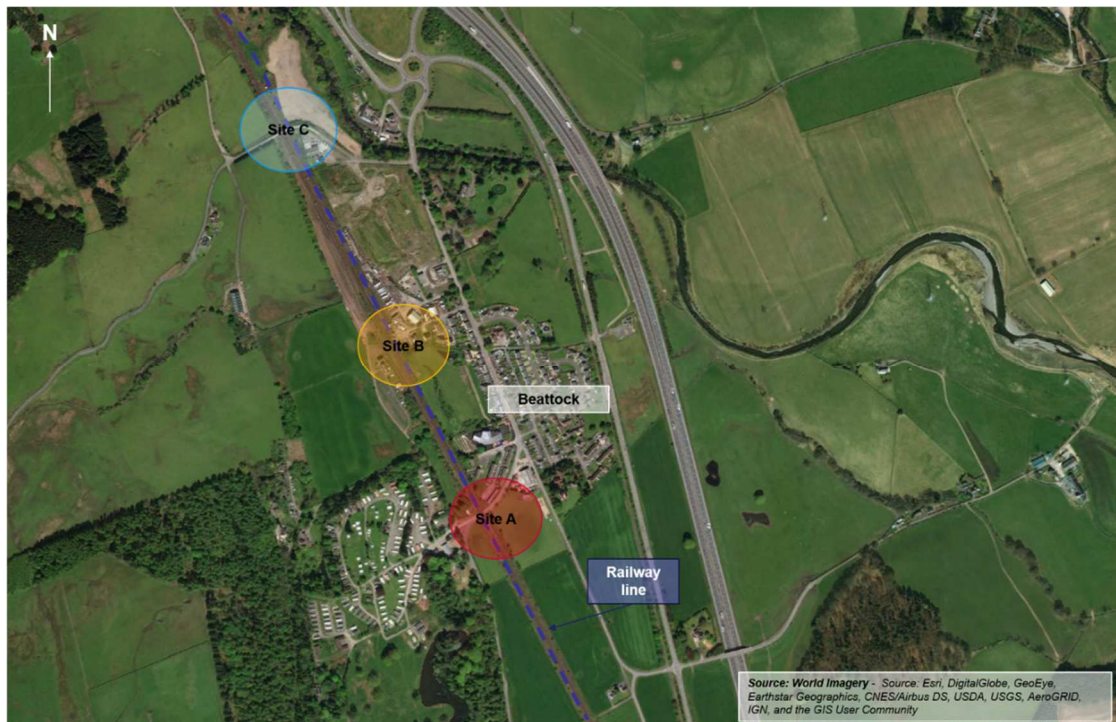 N
Site C
Site B
Beattock
Site A
Railway
line
Source: World Imagery - Source: Esri, DigitalGlobe, GeoEye,
Earthstar Geographics, CNES/Airbus DS, USDA, USGS, AeroGRID,
IGN, and the GIS User Community